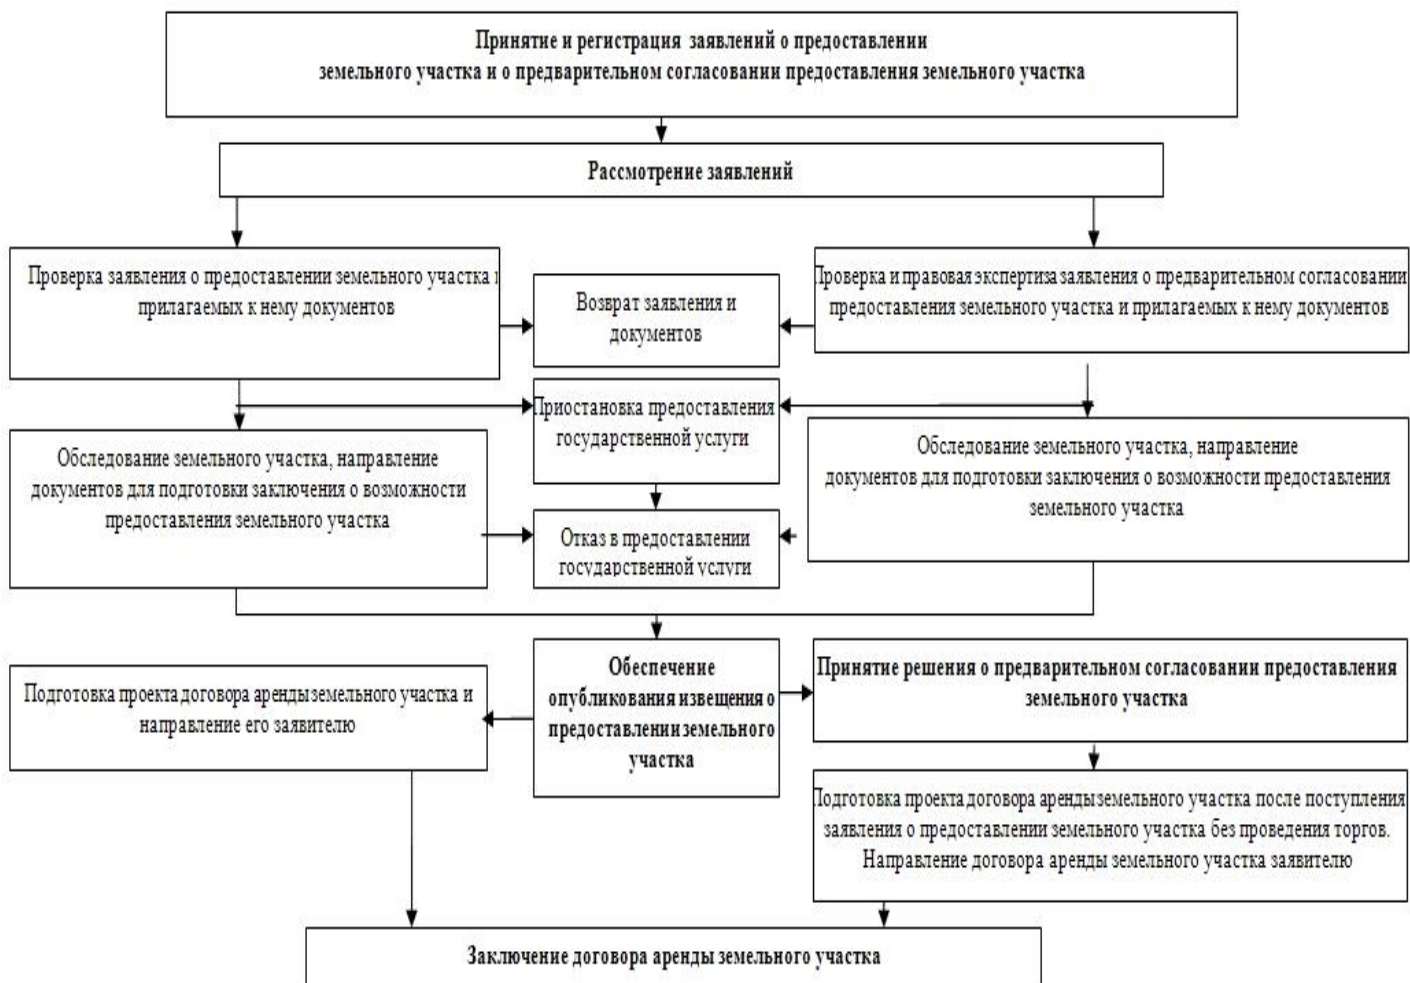 Принятие и регистрация заявлений о предоставлении
земельного участка и о предварительном согласовании предоставления земельного участка
Рассмотрение заявлений
Проверка заявления о предоставлении земельного участка и
прилагаемых к нему документов
Возврат заявления и
документов
Проверка и правовая экспертиза заявления о предварительном согласовании
предоставления земельного участка и прилагаемых к нему документов
Приостановка предоставления
государственной услуги
Обследование земельного участка, направление
документов для подготовки заключения о возможности
предоставления земельного участка
Обследование земельного участка, направление
документов для подготовки заключения о возможности предоставления
земельного участка
Отказ в предоставлении
государственной услуги
Подготовка проекта договора аренды земельного участка и
направление его заявителю
Обеспечение
опубликования извещения о
предоставлении земельного
участка
Принятие решения о предварительном согласовании предоставления
земельного участка
Подготовка проекта договора аренды земельного участка после поступления
заявления о предоставлении земельного участка без проведения торгов.
Направление договора аренды земельного участка заявителю
Заключение договора аренды земельного участка